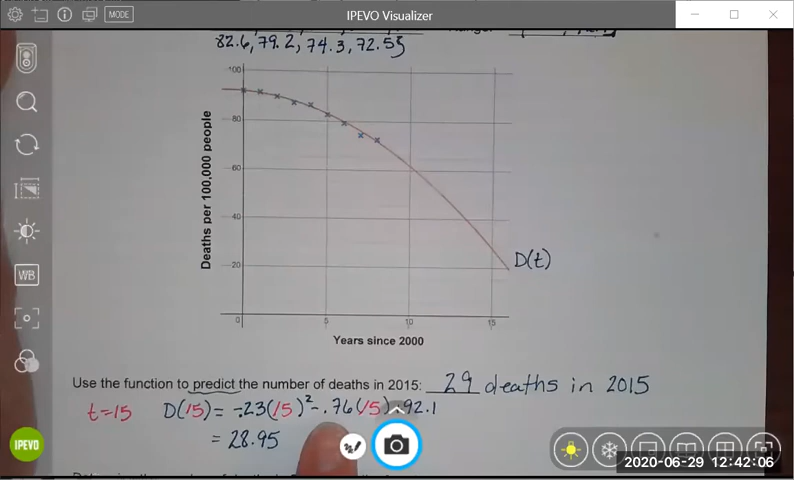 IPEVO Visualizer
MODE
82.6, 79.2, 74.3, 72.5}
100
80
60
40
20
0
5
10
15
Deaths per 100,000 people
Years since 2000
D(t)
Use the function to predict the number of deaths in 2015: 29 deaths in 2015
t=15 D(15) = -.23(15)² - .76(15) + 92.1
= 28.95
WB
IPEVO
2020-06-29 12:42:06